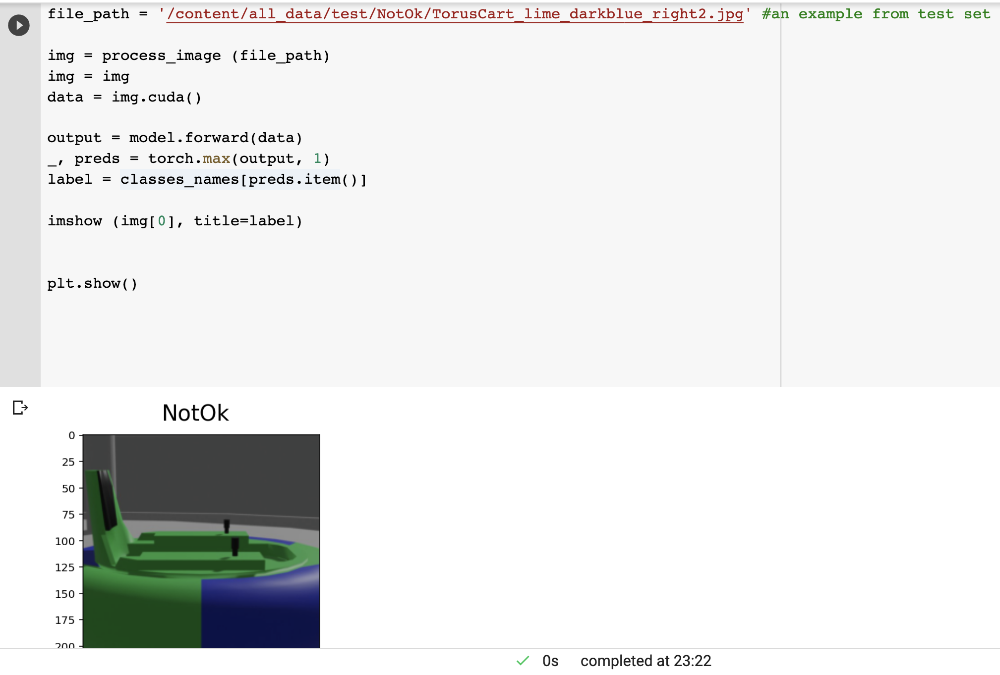 file_path = '/content/all_data/test/NotOk/TorusCart_lime_darkblue_right2.jpg' #an example from test set
img = process_image (file_path)
img = img
data = img.cuda()
output = model.forward(data)
_, preds = torch.max(output, 1)
label = classes_names[preds.item()]
imshow (img[0], title=label)
plt.show()
NotOk
0
25
50
75
100
125
150
175
200
0s completed at 23:22